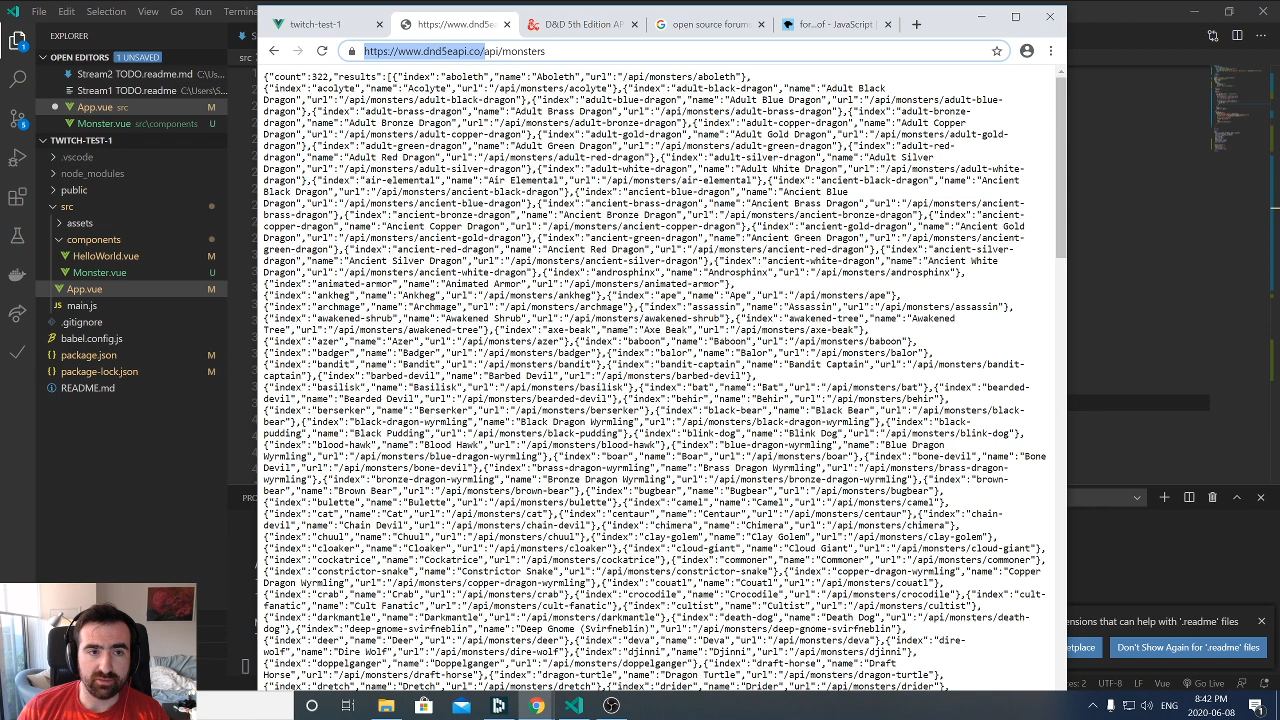 File
Edit
twitch-test-1
https://www.dnd5ea
D&D 5th Edition AP
open source forum
for...of - JavaScript |
https://www.dnd5eapi.co/api/monsters
EXPLORER
OPEN EDITORS 1 UNSAVED
Stream2 TODO.readme.md C:\Us...
Stream1 TODO.readme.md C:\Us...
App.vue src M
Monster.vue src\components U
TWITCH-TEST-1
.vscode
node_modules
public
src
assets
components
HelloWorld.vue M
Monster.vue U
App.vue M
main.js
.gitignore
babel.config.js
package.json M
package-lock.json M
README.md
{"count":322,"results":[{"index":"aboleth","name":"Aboleth","url":"/api/monsters/aboleth"},
{"index":"acolyte","name":"Acolyte","url":"/api/monsters/acolyte"},{"index":"adult-black-dragon","name":"Adult Black
Dragon","url":"/api/monsters/adult-black-dragon"},{"index":"adult-blue-dragon","name":"Adult Blue Dragon","url":"/api/monsters/adult-blue-
dragon"},{"index":"adult-brass-dragon","name":"Adult Brass Dragon","url":"/api/monsters/adult-brass-dragon"},{"index":"adult-bronze-
dragon","name":"Adult Bronze Dragon","url":"/api/monsters/adult-bronze-dragon"},{"index":"adult-copper-dragon","name":"Adult Copper
Dragon","url":"/api/monsters/adult-copper-dragon"},{"index":"adult-gold-dragon","name":"Adult Gold Dragon","url":"/api/monsters/adult-gold-
dragon"},{"index":"adult-green-dragon","name":"Adult Green Dragon","url":"/api/monsters/adult-green-dragon"},{"index":"adult-red-
dragon","name":"Adult Red Dragon","url":"/api/monsters/adult-red-dragon"},{"index":"adult-silver-dragon","name":"Adult Silver
Dragon","url":"/api/monsters/adult-silver-dragon"},{"index":"adult-white-dragon","name":"Adult White Dragon","url":"/api/monsters/adult-white-
dragon"},{"index":"air-elemental","name":"Air Elemental","url":"/api/monsters/air-elemental"},{"index":"ancient-black-dragon","name":"Ancient
Black Dragon","url":"/api/monsters/ancient-black-dragon"},{"index":"ancient-blue-dragon","name":"Ancient Blue
Dragon","url":"/api/monsters/ancient-blue-dragon"},{"index":"ancient-brass-dragon","name":"Ancient Brass Dragon","url":"/api/monsters/ancient-
brass-dragon"},{"index":"ancient-bronze-dragon","name":"Ancient Bronze Dragon","url":"/api/monsters/ancient-bronze-dragon"},{"index":"ancient-
copper-dragon","name":"Ancient Copper Dragon","url":"/api/monsters/ancient-copper-dragon"},{"index":"ancient-gold-dragon","name":"Ancient Gold
Dragon","url":"/api/monsters/ancient-gold-dragon"},{"index":"ancient-green-dragon","name":"Ancient Green Dragon","url":"/api/monsters/ancient-
green-dragon"},{"index":"ancient-red-dragon","name":"Ancient Red Dragon","url":"/api/monsters/ancient-red-dragon"},{"index":"ancient-silver-
dragon","name":"Ancient Silver Dragon","url":"/api/monsters/ancient-silver-dragon"},{"index":"ancient-white-dragon","name":"Ancient White
Dragon","url":"/api/monsters/ancient-white-dragon"},{"index":"androsphinx","name":"Androsphinx","url":"/api/monsters/androsphinx"},
{"index":"animated-armor","name":"Animated Armor","url":"/api/monsters/animated-armor"},
{"index":"ankheg","name":"Ankheg","url":"/api/monsters/ankheg"},{"index":"ape","name":"Ape","url":"/api/monsters/ape"},
{"index":"archmage","name":"Archmage","url":"/api/monsters/archmage"},{"index":"assassin","name":"Assassin","url":"/api/monsters/assassin"},
{"index":"awakened-shrub","name":"Awakened Shrub","url":"/api/monsters/awakened-shrub"},{"index":"awakened-tree","name":"Awakened
Tree","url":"/api/monsters/awakened-tree"},{"index":"axe-beak","name":"Axe Beak","url":"/api/monsters/axe-beak"},
{"index":"azer","name":"Azer","url":"/api/monsters/azer"},{"index":"baboon","name":"Baboon","url":"/api/monsters/baboon"},
{"index":"badger","name":"Badger","url":"/api/monsters/badger"},{"index":"balor","name":"Balor","url":"/api/monsters/balor"},
{"index":"bandit","name":"Bandit","url":"/api/monsters/bandit"},{"index":"bandit-captain","name":"Bandit Captain","url":"/api/monsters/bandit-
captain"},{"index":"barbed-devil","name":"Barbed Devil","url":"/api/monsters/barbed-devil"},
{"index":"basilisk","name":"Basilisk","url":"/api/monsters/basilisk"},{"index":"bat","name":"Bat","url":"/api/monsters/bat"},{"index":"bearded-
devil","name":"Bearded Devil","url":"/api/monsters/bearded-devil"},{"index":"behir","name":"Behir","url":"/api/monsters/behir"},
{"index":"berserker","name":"Berserker","url":"/api/monsters/berserker"},{"index":"black-bear","name":"Black Bear","url":"/api/monsters/black-
bear"},{"index":"black-dragon-wyrmling","name":"Black Dragon Wyrmling","url":"/api/monsters/black-dragon-wyrmling"},{"index":"black-
pudding","name":"Black Pudding","url":"/api/monsters/black-pudding"},{"index":"blink-dog","name":"Blink Dog","url":"/api/monsters/blink-dog"},
{"index":"blood-hawk","name":"Blood Hawk","url":"/api/monsters/blood-hawk"},{"index":"blue-dragon-wyrmling","name":"Blue Dragon
Wyrmling","url":"/api/monsters/blue-dragon-wyrmling"},{"index":"boar","name":"Boar","url":"/api/monsters/boar"},{"index":"bone-devil","name":"Bone
Devil","url":"/api/monsters/bone-devil"},{"index":"brass-dragon-wyrmling","name":"Brass Dragon Wyrmling","url":"/api/monsters/brass-dragon-
wyrmling"},{"index":"bronze-dragon-wyrmling","name":"Bronze Dragon Wyrmling","url":"/api/monsters/bronze-dragon-wyrmling"},{"index":"brown-
bear","name":"Brown Bear","url":"/api/monsters/brown-bear"},{"index":"bugbear","name":"Bugbear","url":"/api/monsters/bugbear"},
{"index":"bulette","name":"Bulette","url":"/api/monsters/bulette"},{"index":"camel","name":"Camel","url":"/api/monsters/camel"},
{"index":"cat","name":"Cat","url":"/api/monsters/cat"},{"index":"centaur","name":"Centaur","url":"/api/monsters/centaur"},{"index":"chain-
devil","name":"Chain Devil","url":"/api/monsters/chain-devil"},{"index":"chimera","name":"Chimera","url":"/api/monsters/chimera"},
{"index":"chuul","name":"Chuul","url":"/api/monsters/chuul"},{"index":"clay-golem","name":"Clay Golem","url":"/api/monsters/clay-golem"},
{"index":"cloaker","name":"Cloaker","url":"/api/monsters/cloaker"},{"index":"cloud-giant","name":"Cloud Giant","url":"/api/monsters/cloud-giant"},
{"index":"cockatrice","name":"Cockatrice","url":"/api/monsters/cockatrice"},{"index":"commoner","name":"Commoner","url":"/api/monsters/commoner"},
{"index":"constrictor-snake","name":"Constrictor Snake","url":"/api/monsters/constrictor-snake"},{"index":"copper-dragon-wyrmling","name":"Copper
Dragon Wyrmling","url":"/api/monsters/copper-dragon-wyrmling"},{"index":"couatl","name":"Couatl","url":"/api/monsters/couatl"},
{"index":"crab","name":"Crab","url":"/api/monsters/crab"},{"index":"crocodile","name":"Crocodile","url":"/api/monsters/crocodile"},{"index":"cult-
fanatic","name":"Cult Fanatic","url":"/api/monsters/cult-fanatic"},{"index":"cultist","name":"Cultist","url":"/api/monsters/cultist"},
{"index":"darkmantle","name":"Darkmantle","url":"/api/monsters/darkmantle"},{"index":"death-dog","name":"Death Dog","url":"/api/monsters/death-
dog"},{"index":"deep-gnome-svirfneblin","name":"Deep Gnome (Svirfneblin)","url":"/api/monsters/deep-gnome-svirfneblin"},
{"index":"deer","name":"Deer","url":"/api/monsters/deer"},{"index":"deva","name":"Deva","url":"/api/monsters/deva"},{"index":"dire-
wolf","name":"Dire Wolf","url":"/api/monsters/dire-wolf"},{"index":"djinni","name":"Djinni","url":"/api/monsters/djinni"},
{"index":"doppelganger","name":"Doppelganger","url":"/api/monsters/doppelganger"},{"index":"draft-horse","name":"Draft
Horse","url":"/api/monsters/draft-horse"},{"index":"dragon-turtle","name":"Dragon Turtle","url":"/api/monsters/dragon-turtle"},
{"index":"dretch","name":"Dretch","url":"/api/monsters/dretch"},{"index":"drider","name":"Drider","url":"/api/monsters/drider"},
ensions that can help with '.readme' files
etplace
Don't Show Again for '.readme' files
LF
Vue
Go Live
8:42 PM
2020-06-08